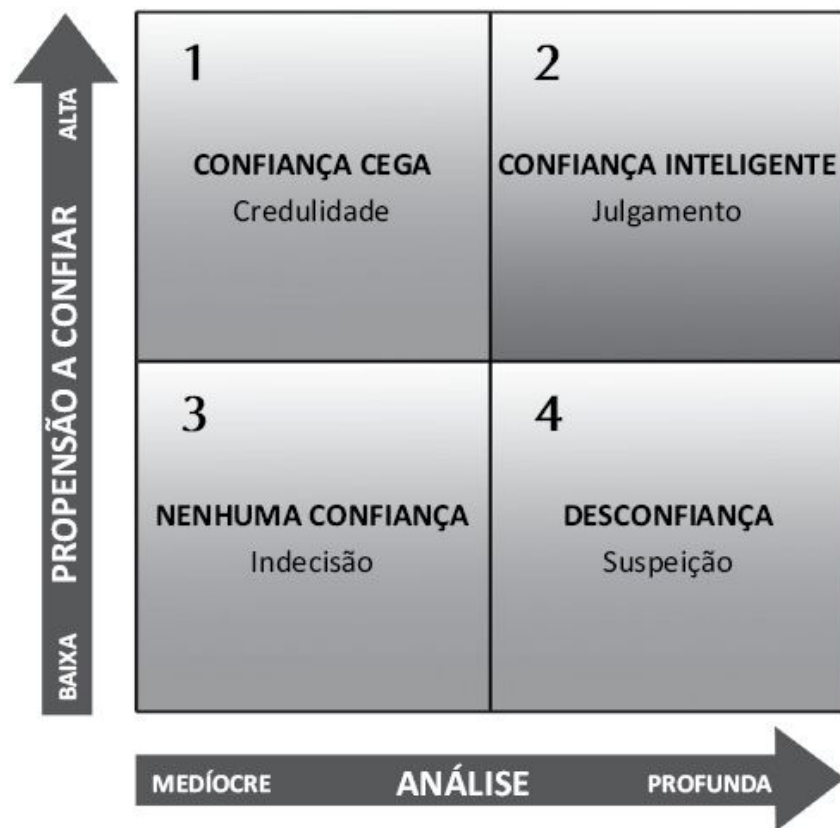 1
CONFIANÇA CEGA
Credulidade
2
CONFIANÇA INTELIGENTE
Julgamento
3
NENHUMA CONFIANÇA
Indecisão
4
DESCONFIANÇA
Suspeição
ALTA
PROPENSÃO A CONFIAR
BAIXA
MEDÍOCRE
ANÁLISE
PROFUNDA